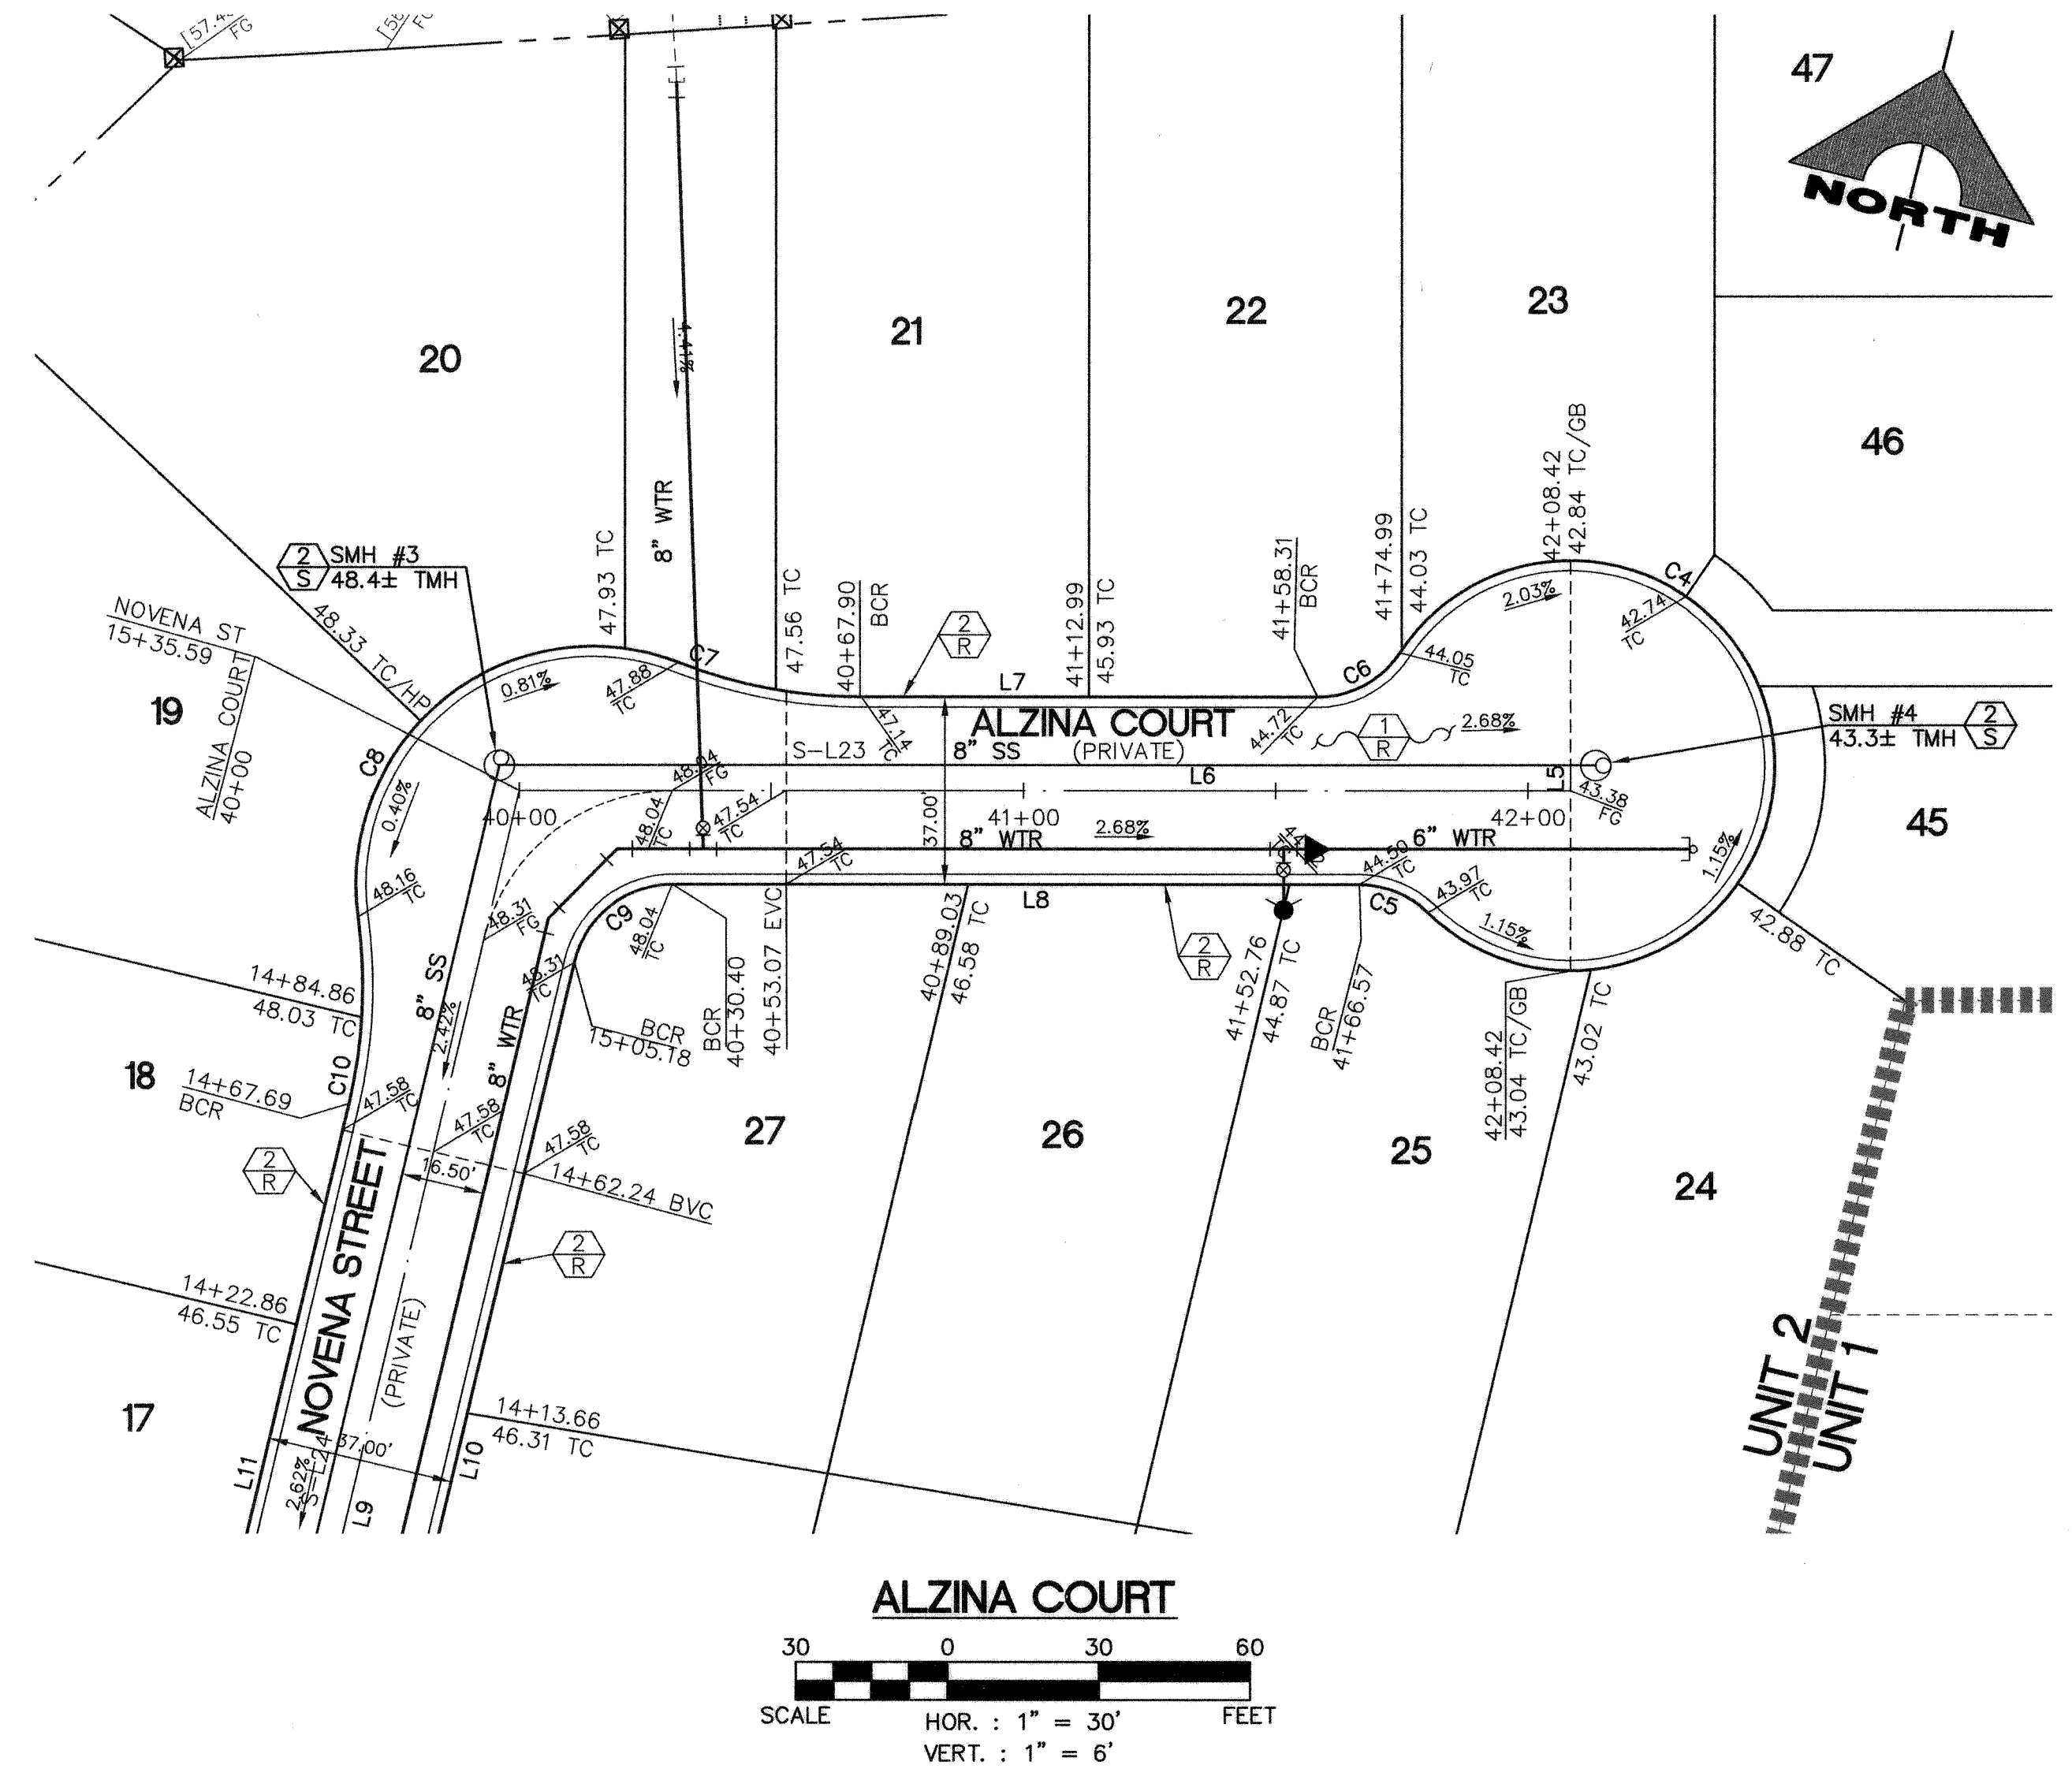 FG
47
NORTH
20
21
22
23
46
4.41%
8" WTR
47.93 TC
47.56 TC
40+67.90
BCR
41+12.99
45.93 TC
41+58.31
BCR
41+74.99
44.03 TC
42+08.42
42.84 TC/GB
2
S
SMH #3
48.4± TMH
NOVENA ST
15+35.59
ALZINA COURT
40+00
48.33 TC/HP
19
C8
0.81%
0.40%
47.88
TC
C7
2
R
L7
47.14
TC
44.72
TC
C6
44.05
TC
2.03%
42.74
TC
C4
ALZINA COURT
(PRIVATE)
1
R
2.68%
S-L23
8" SS
L6
L5
43.38
FG
SMH #4
43.3± TMH
2
S
45
48.04
FG
48.04
TC
47.54
TC
40+00
41+00
42+00
37.00'
8" WTR
2.68%
6" WTR
47.54
TC
44.50
TC
43.97
TC
1.15%
1.15%
42.88 TC
48.16
TC
48.31
FG
C9
48.04
TC
L8
C5
2
R
14+84.86
48.03 TC
8" SS
2.42%
8" WTR
48.31
TC
BCR
15+05.18
BCR
40+30.40
40+53.07 EVC
40+89.03
46.58 TC
41+52.76
44.87 TC
BCR
41+66.57
42+08.42
43.04 TC/GB
43.02 TC
18
C10
14+67.69
BCR
47.58
TC
47.58
TC
47.58
TC
14+62.24 BVC
27
26
25
24
2
R
16.50'
2
R
14+22.86
46.55 TC
NOVENA STREET
(PRIVATE)
17
14+13.66
46.31 TC
37.00'
S-L24
2.62%
L11
L9
L10
UNIT 2
UNIT 1
ALZINA COURT
30 0 30 60
SCALE FEET
HOR. : 1" = 30'
VERT. : 1" = 6'